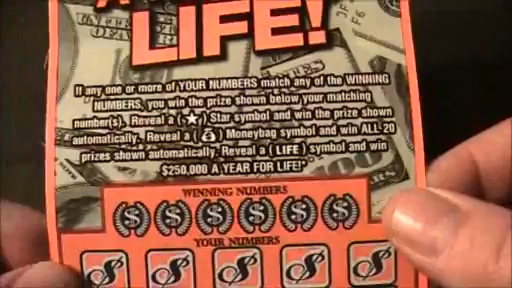 LIFE!
If any one or more of YOUR NUMBERS match any of the WINNING
NUMBERS, you win the prize shown below your matching
number(s). Reveal a (★) Star symbol and win the prize shown
automatically. Reveal a (💰) Moneybag symbol and win ALL 20
prizes shown automatically. Reveal a (LIFE) symbol and win
$250,000 A YEAR FOR LIFE!*
WINNING NUMBERS
$ $ $ $ $ $
YOUR NUMBERS
$ $ $ $ $